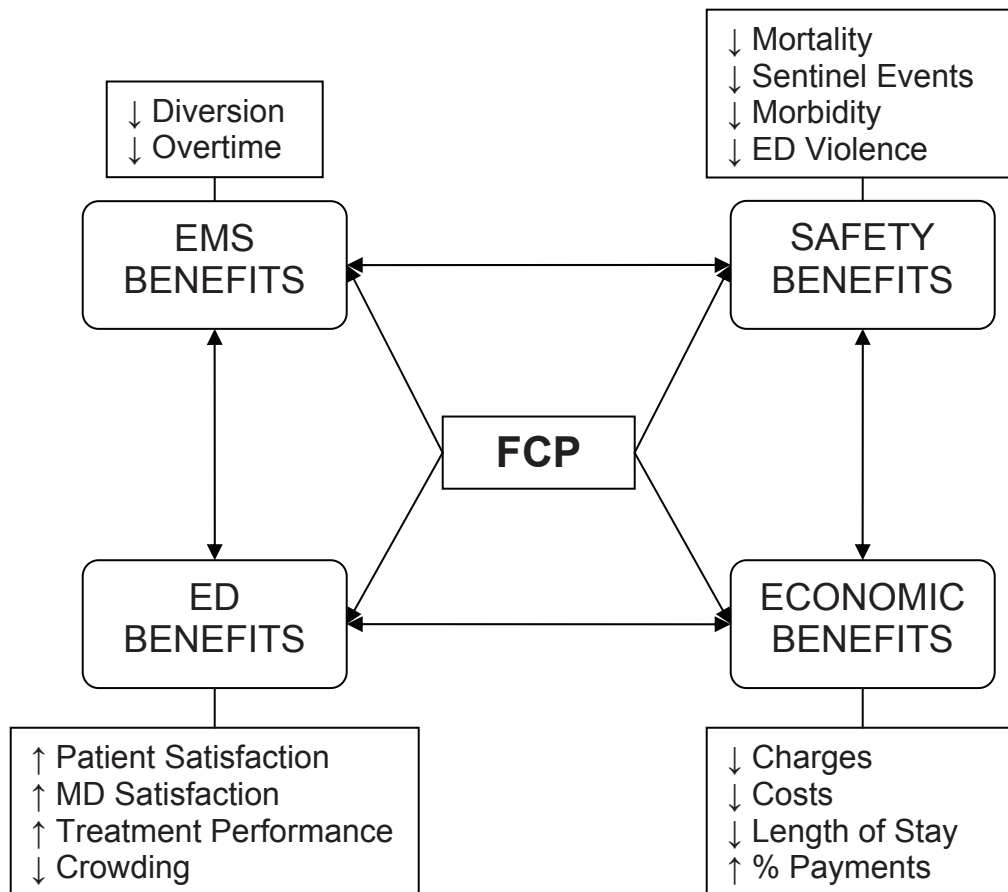 ↓ Diversion
↓ Overtime
EMS
BENEFITS
↓ Mortality
↓ Sentinel Events
↓ Morbidity
↓ ED Violence
SAFETY
BENEFITS
FCP
ED
BENEFITS
↑ Patient Satisfaction
↑ MD Satisfaction
↑ Treatment Performance
↓ Crowding
ECONOMIC
BENEFITS
↓ Charges
↓ Costs
↓ Length of Stay
↑ % Payments